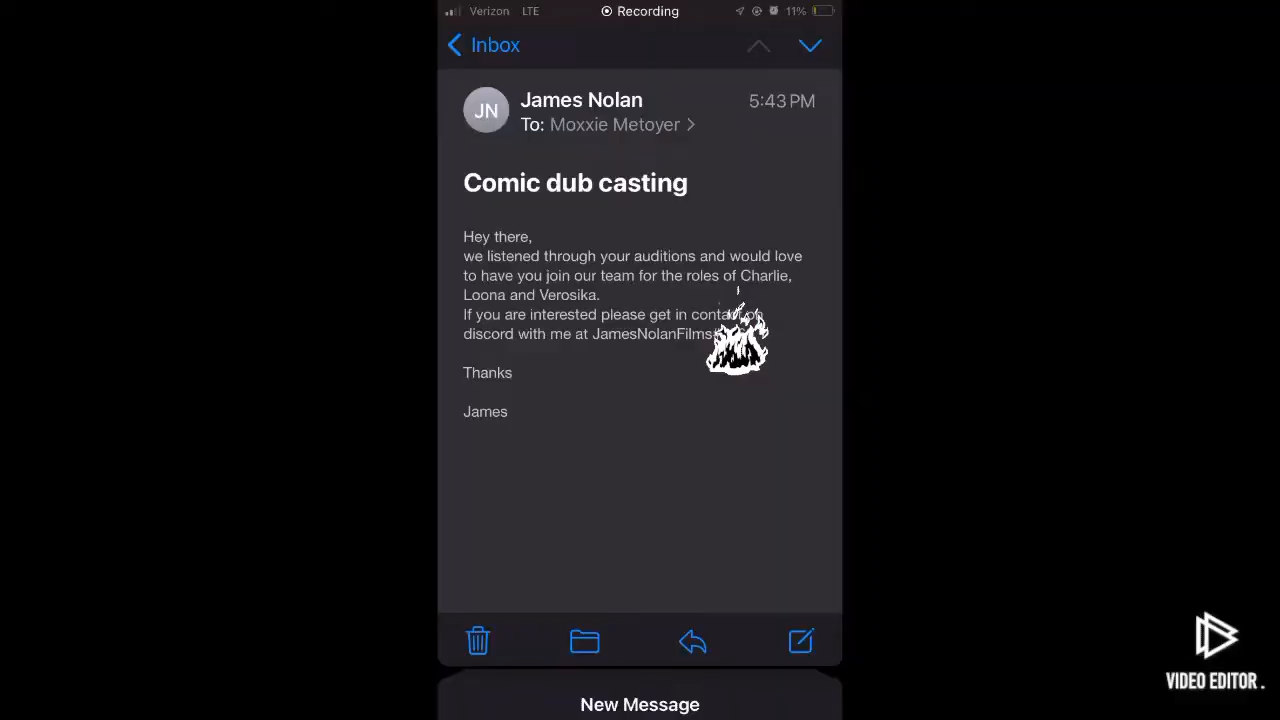 Verizon LTE Recording 11%
Inbox
JN James Nolan 5:43 PM
To: Moxxie Metoyer
Comic dub casting
Hey there,
we listened through your auditions and would love
to have you join our team for the roles of Charlie,
Loona and Verosika.
If you are interested please get in contact on
discord with me at JamesNolanFilms
Thanks
James
New Message
VIDEO EDITOR.